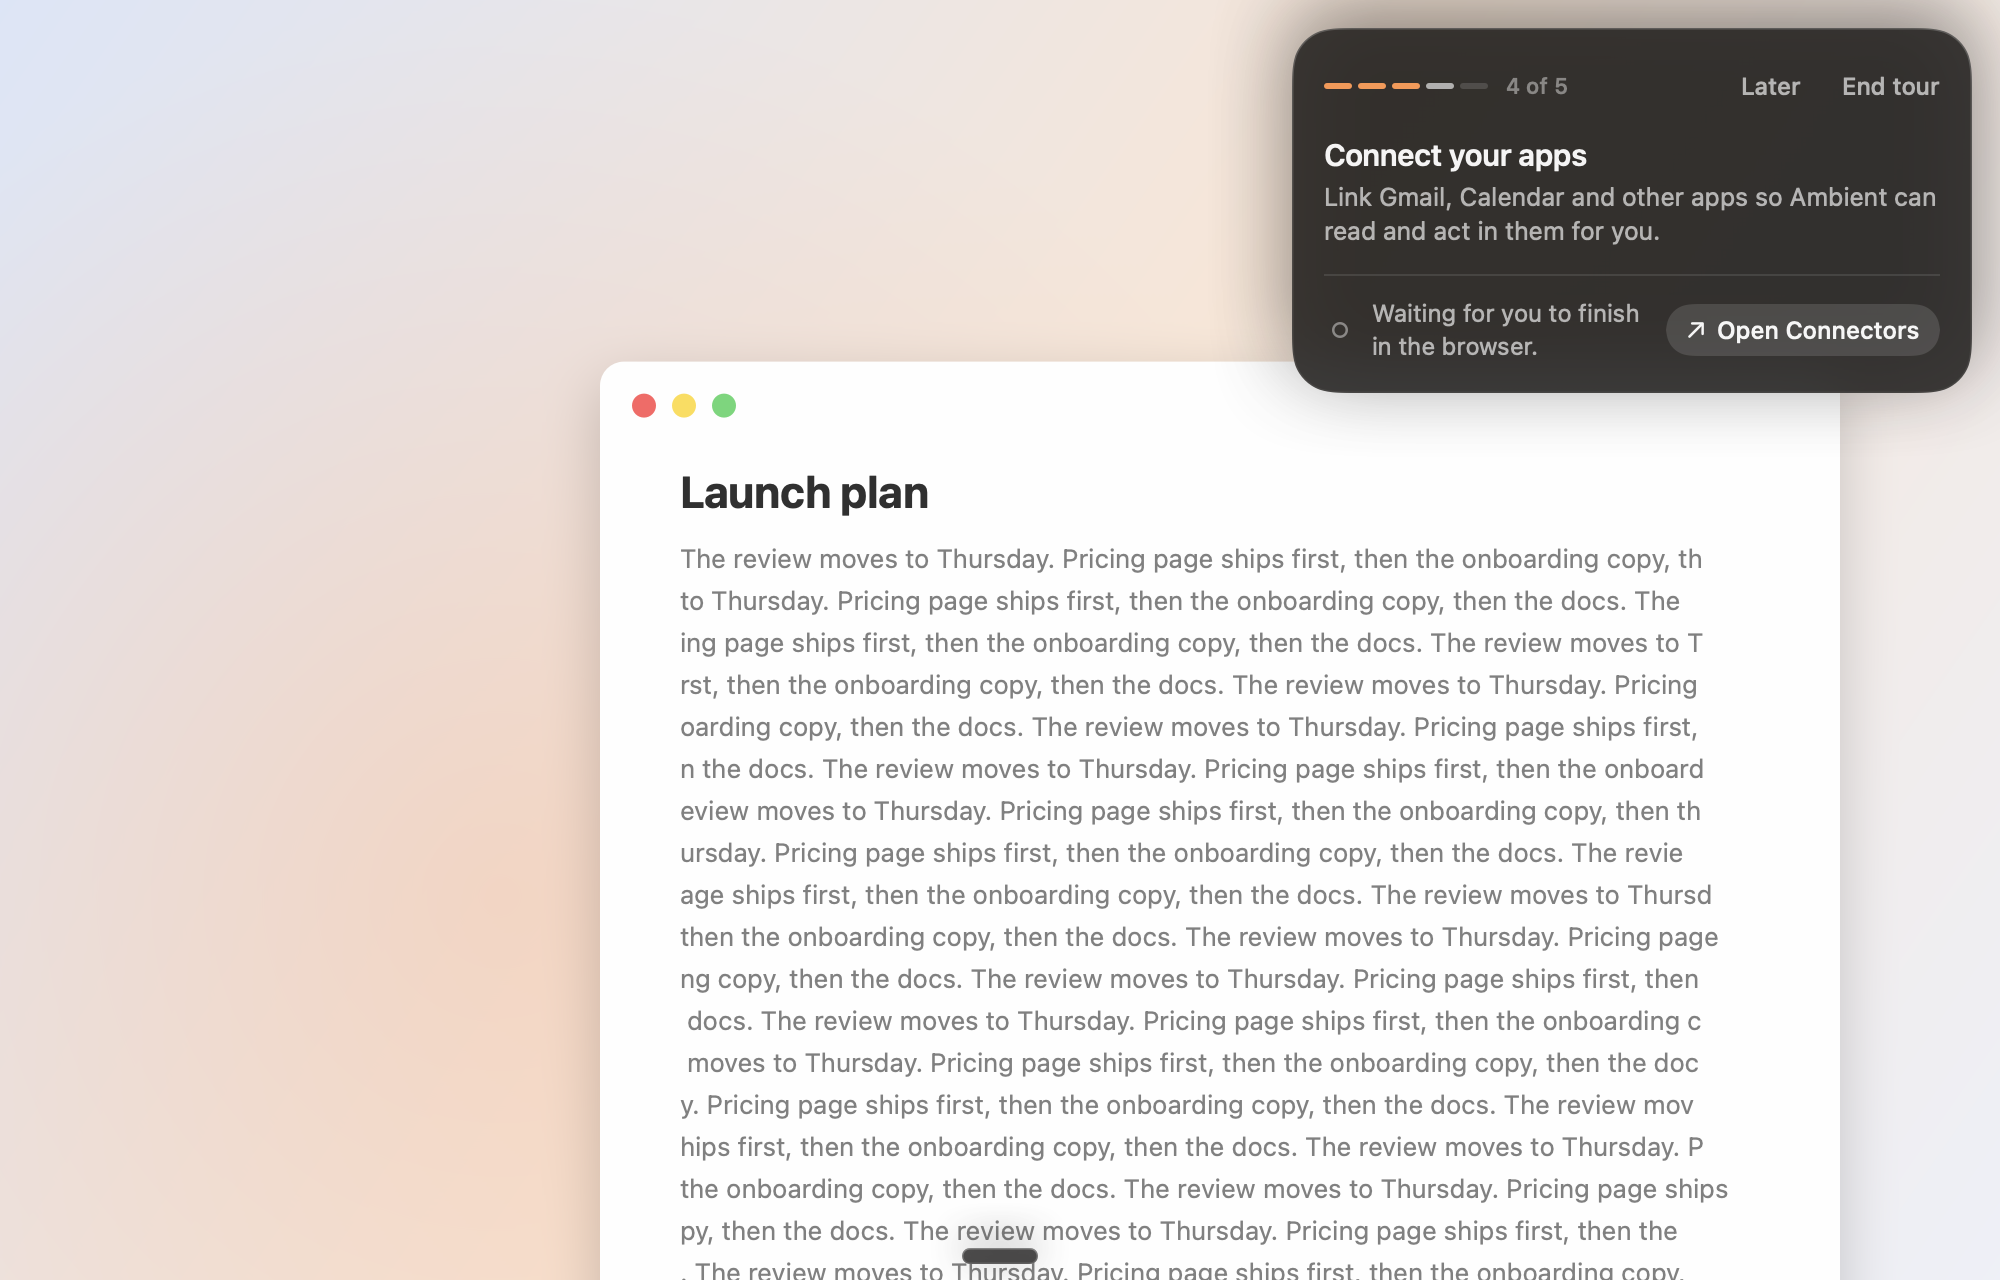 4 of 5
Later
End tour
Connect your apps
Link Gmail, Calendar and other apps so Ambient can
read and act in them for you.
Waiting for you to finish
in the browser.
Open Connectors
Launch plan
The review moves to Thursday. Pricing page ships first, then the onboarding copy, th
to Thursday. Pricing page ships first, then the onboarding copy, then the docs. The
ing page ships first, then the onboarding copy, then the docs. The review moves to T
rst, then the onboarding copy, then the docs. The review moves to Thursday. Pricing
oarding copy, then the docs. The review moves to Thursday. Pricing page ships first,
n the docs. The review moves to Thursday. Pricing page ships first, then the onboard
eview moves to Thursday. Pricing page ships first, then the onboarding copy, then th
ursday. Pricing page ships first, then the onboarding copy, then the docs. The revie
age ships first, then the onboarding copy, then the docs. The review moves to Thursd
then the onboarding copy, then the docs. The review moves to Thursday. Pricing page
ng copy, then the docs. The review moves to Thursday. Pricing page ships first, then
docs. The review moves to Thursday. Pricing page ships first, then the onboarding c
moves to Thursday. Pricing page ships first, then the onboarding copy, then the doc
y. Pricing page ships first, then the onboarding copy, then the docs. The review mov
hips first, then the onboarding copy, then the docs. The review moves to Thursday. P
the onboarding copy, then the docs. The review moves to Thursday. Pricing page ships
py, then the docs. The review moves to Thursday. Pricing page ships first, then the
. The review moves to Thursday. Pricing page ships first, then the onboarding copy,